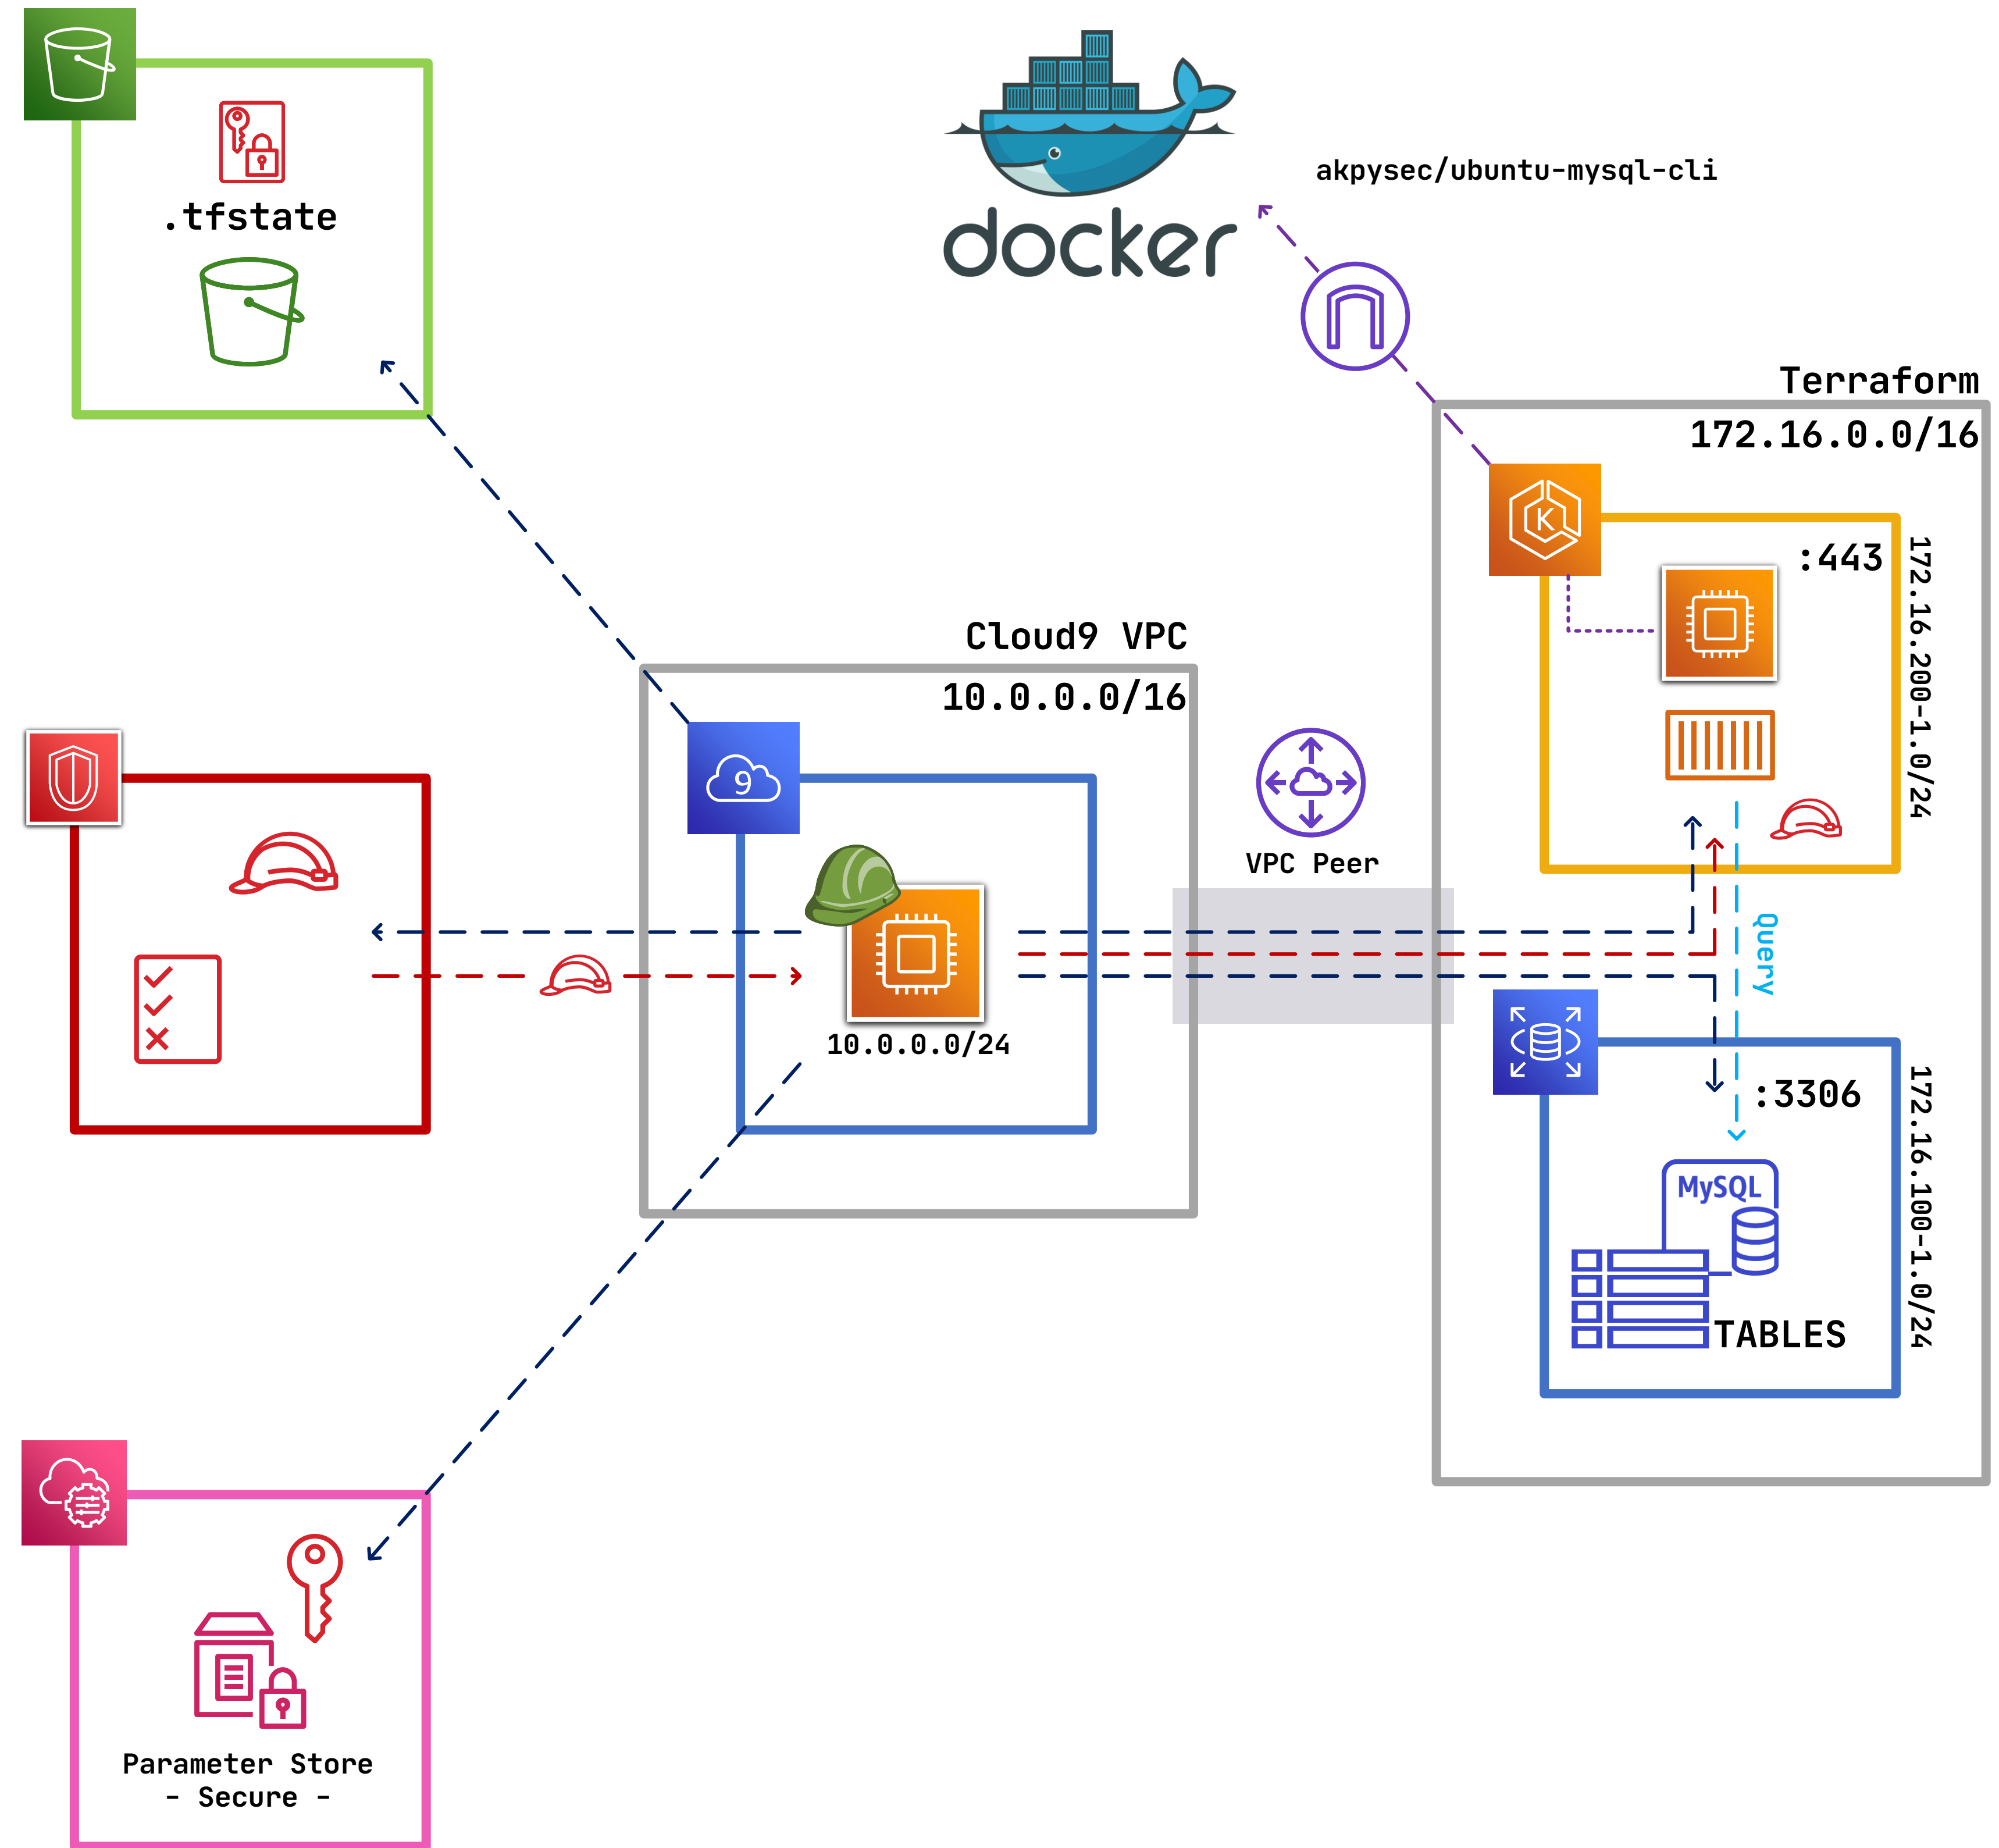 .tfstate
docker
akpysec/ubuntu-mysql-cli
Terraform
172.16.0.0/16
K
:443
172.16.200-1.0/24
Cloud9 VPC
10.0.0.0/16
9
10.0.0.0/24
VPC Peer
Query
:3306
172.16.100-1.0/24
MySQL
TABLES
Parameter Store
- Secure -